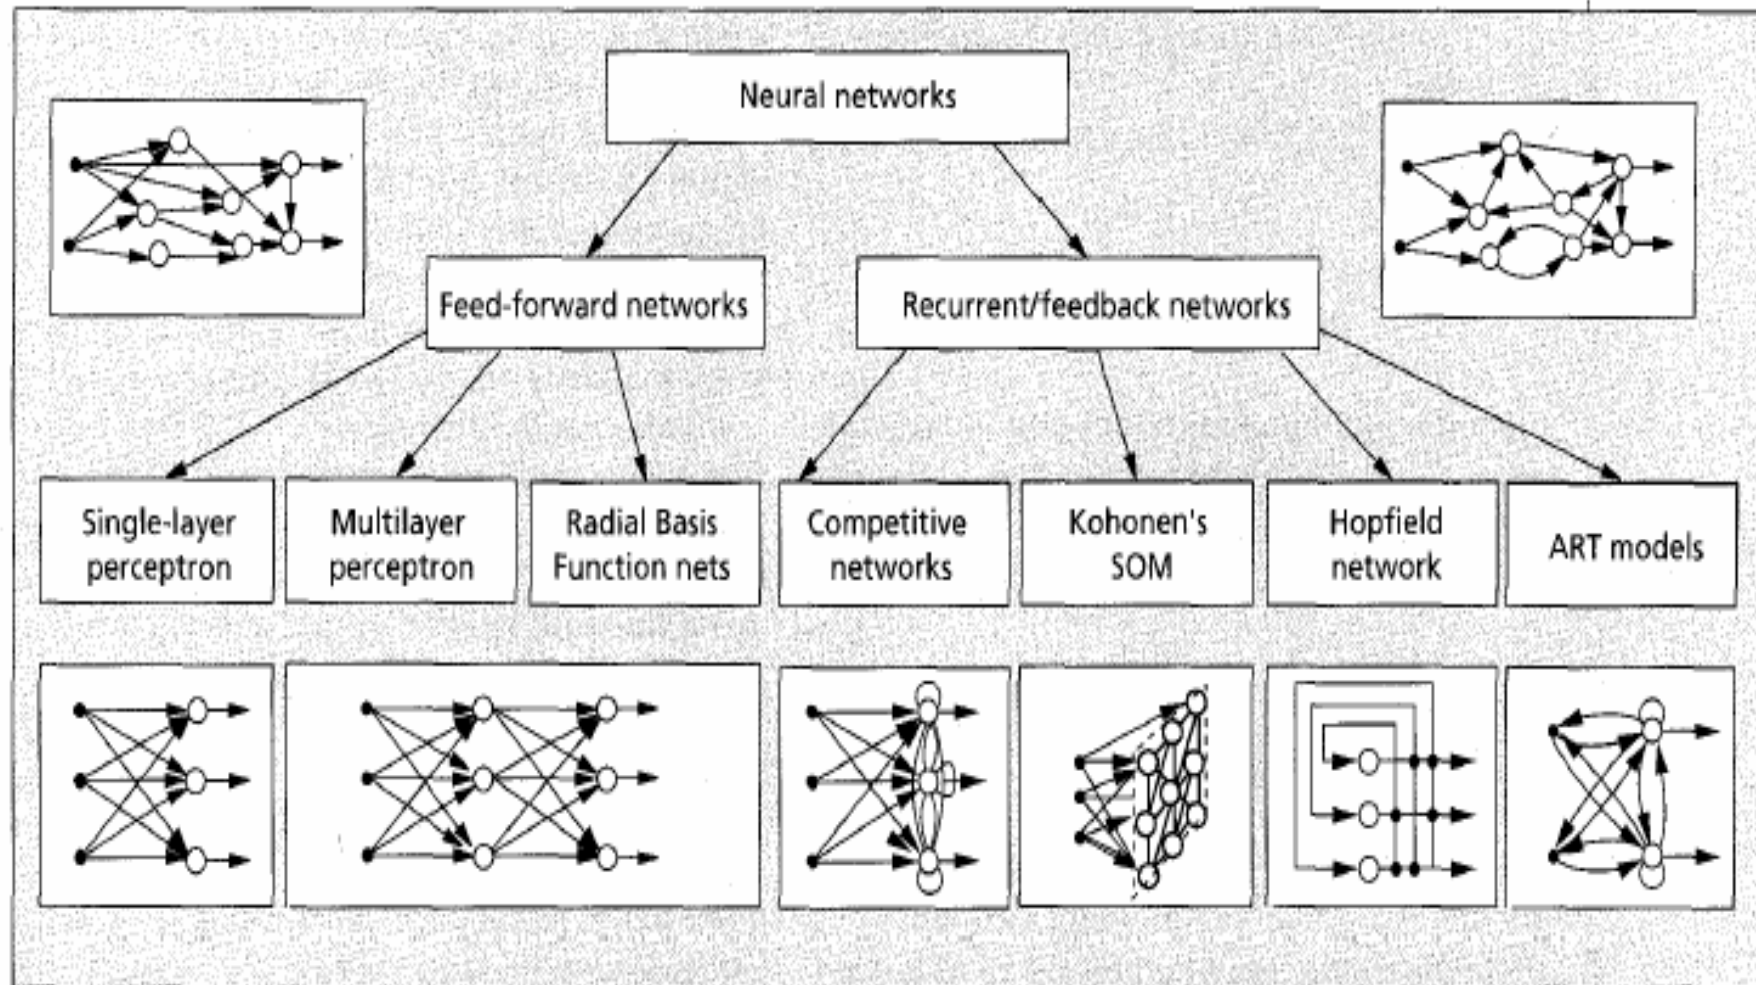 Neural networks
Feed-forward networks
Recurrent/feedback networks
Single-layer
perceptron
Multilayer
perceptron
Radial Basis
Function nets
Competitive
networks
Kohonen's
SOM
Hopfield
network
ART models